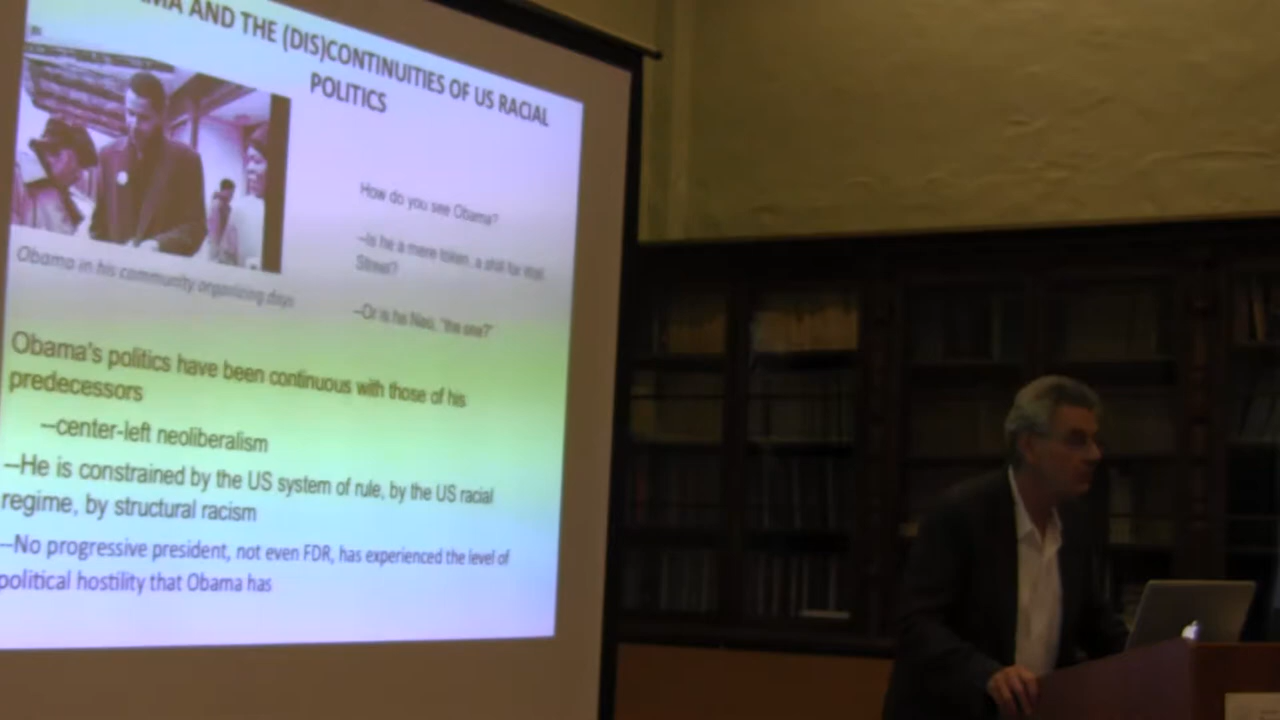 AMA AND THE (DIS)CONTINUITIES OF US RACIAL
POLITICS
Obama in his community organizing days
How do you see Obama?
--Is he a mere token, a shill for Wall
Street?
--Or is he Neo, "the one?"
Obama's politics have been continuous with those of his
predecessors
--center-left neoliberalism
--He is constrained by the US system of rule, by the US racial
regime, by structural racism
--No progressive president, not even FDR, has experienced the level of
political hostility that Obama has